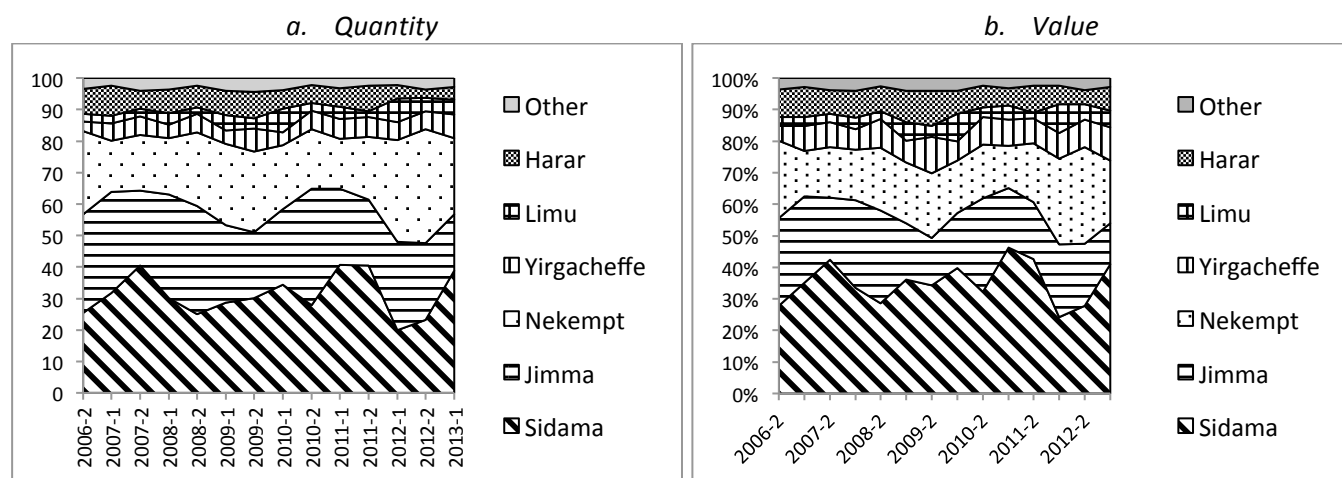 a. Quantity
100
90
80
70
60
50
40
30
20
10
0
2006-2
2007-1
2007-2
2008-1
2008-2
2009-1
2009-2
2010-1
2010-2
2011-1
2011-2
2012-1
2012-2
2013-1
Other
Harar
Limu
Yirgacheffe
Nekempt
Jimma
Sidama
b. Value
100%
90%
80%
70%
60%
50%
40%
30%
20%
10%
0%
2006-2
2007-2
2008-2
2009-2
2010-2
2011-2
2012-2
Other
Harar
Limu
Yirgacheffe
Nekempt
Jimma
Sidama